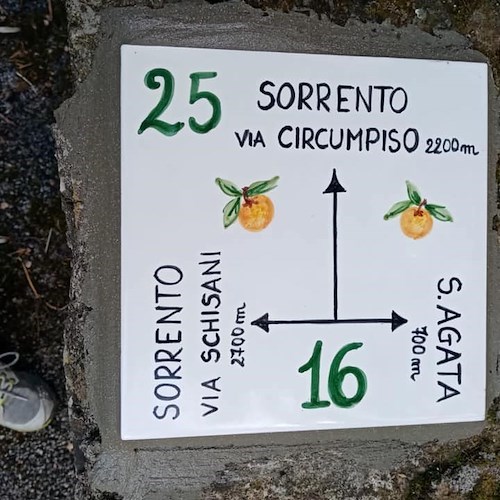 25
SORRENTO
VIA CIRCUMPISO 2200m
SORRENTO
VIA SCHISANI
2700m
S. AGATA
700m
16